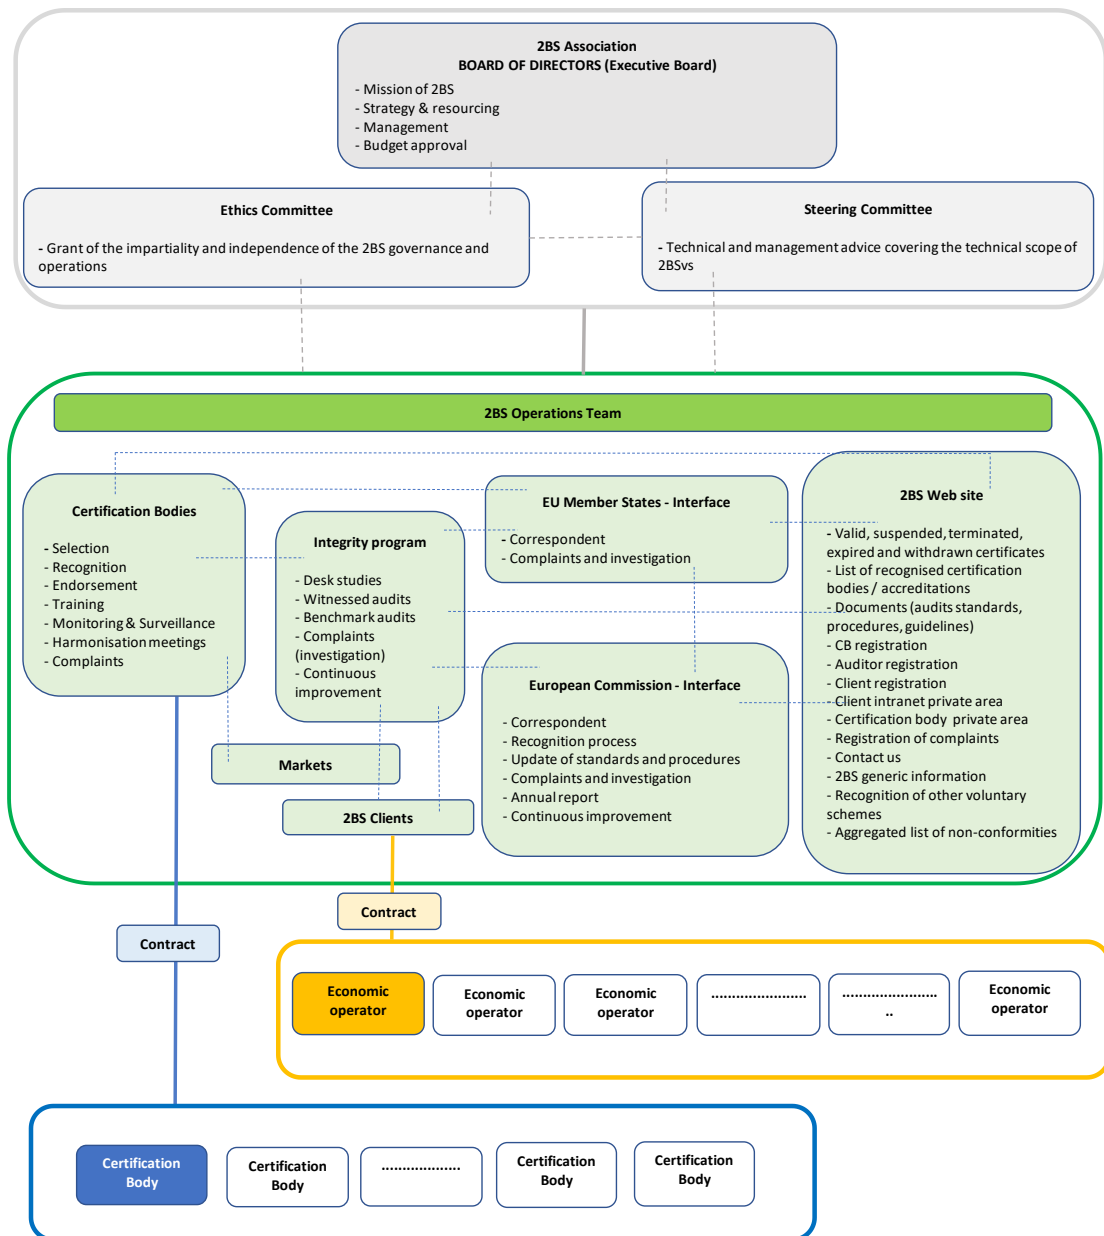 2BS Association
BOARD OF DIRECTORS (Executive Board)
- Mission of 2BS
- Strategy & resourcing
- Management
- Budget approval
Ethics Committee
- Grant of the impartiality and independence of the 2BS governance and
operations
Steering Committee
- Technical and management advice covering the technical scope of
2BSvs
2BS Operations Team
Certification Bodies
- Selection
- Recognition
- Endorsement
- Training
- Monitoring & Surveillance
- Harmonisation meetings
- Complaints
Integrity program
- Desk studies
- Witnessed audits
- Benchmark audits
- Complaints
(investigation)
- Continuous
improvement
EU Member States - Interface
- Correspondent
- Complaints and investigation
European Commission - Interface
- Correspondent
- Recognition process
- Update of standards and procedures
- Complaints and investigation
- Annual report
- Continuous improvement
2BS Web site
- Valid, suspended, terminated,
expired and withdrawn certificates
- List of recognised certification
bodies / accreditations
- Documents (audits standards,
procedures, guidelines)
- CB registration
- Auditor registration
- Client registration
- Client intranet private area
- Certification body private area
- Registration of complaints
- Contact us
- 2BS generic information
- Recognition of other voluntary
schemes
- Aggregated list of non-conformities
Markets
2BS Clients
Contract
Contract
Economic
operator
Economic
operator
Economic
operator
.......................
.......................
..
Economic
operator
Certification
Body
Certification
Body
...................
Certification
Body
Certification
Body